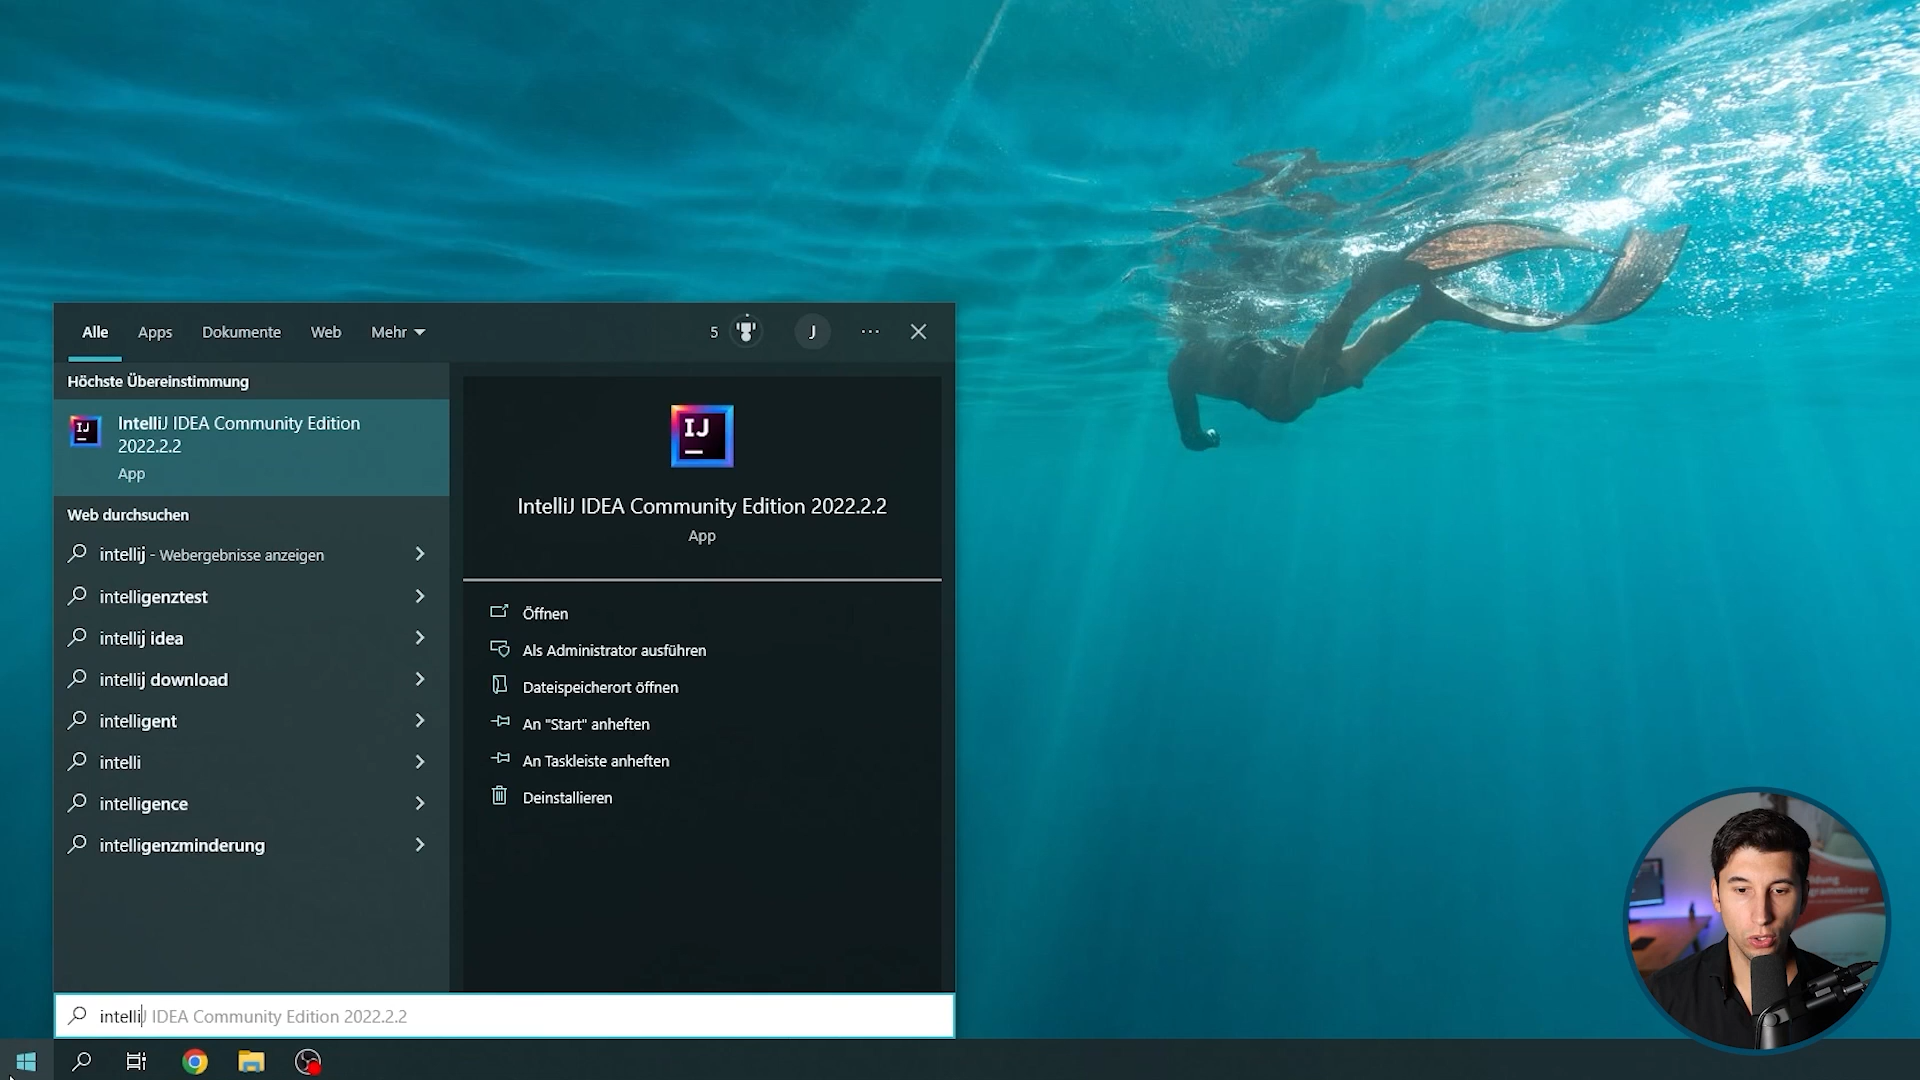 Alle Apps Dokumente Web Mehr 5 J
Höchste Übereinstimmung
IntelliJ IDEA Community Edition
2022.2.2
App
Web durchsuchen
intellij - Webergebnisse anzeigen
intelligenztest
intellij idea
intellij download
intelligent
intelli
intelligence
intelligenzminderung
IJ
IJ
IntelliJ IDEA Community Edition 2022.2.2
App
Öffnen
Als Administrator ausführen
Dateispeicherort öffnen
An "Start" anheften
An Taskleiste anheften
Deinstallieren
intelliJ IDEA Community Edition 2022.2.2